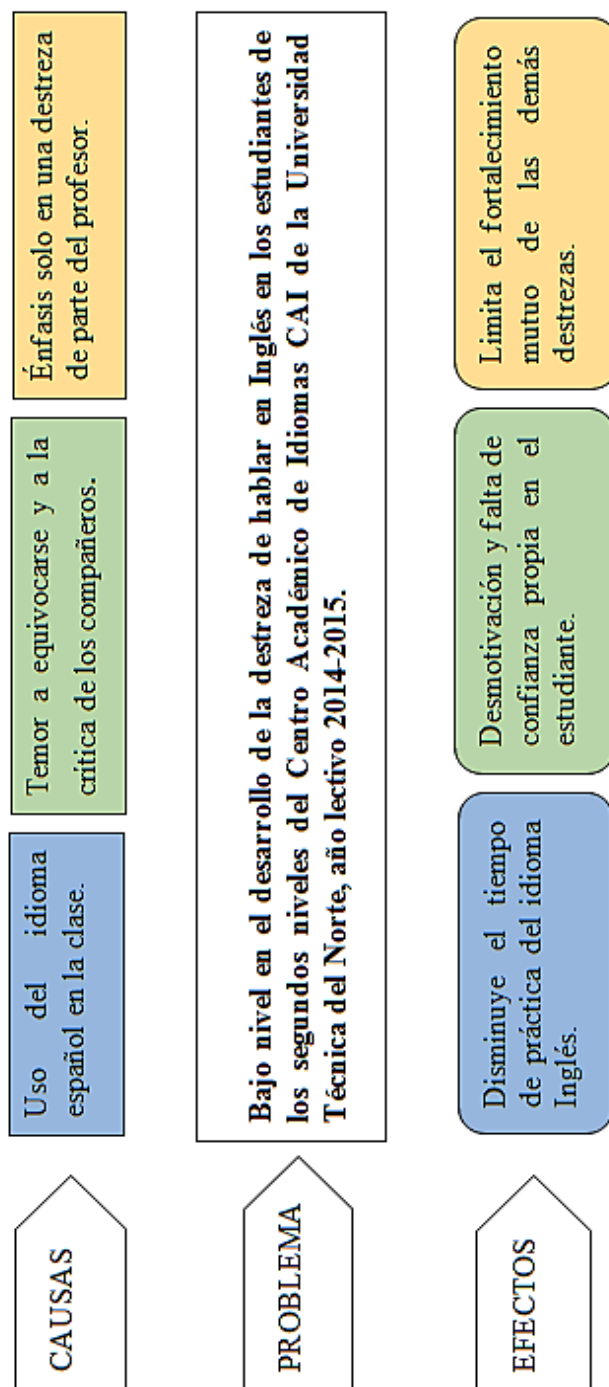 CAUSAS
Uso del idioma
español en la clase.
Temor a equivocarse y a la
crítica de los compañeros.
Énfasis solo en una destreza
de parte del profesor.
PROBLEMA
Bajo nivel en el desarrollo de la destreza de hablar en Inglés en los estudiantes de
los segundos niveles del Centro Académico de Idiomas CAI de la Universidad
Técnica del Norte, año lectivo 2014-2015.
EFECTOS
Disminuye el tiempo
de práctica del idioma
Inglés.
Desmotivación y falta de
confianza propia en el
estudiante.
Limita el fortalecimiento
mutuo de las demás
destrezas.